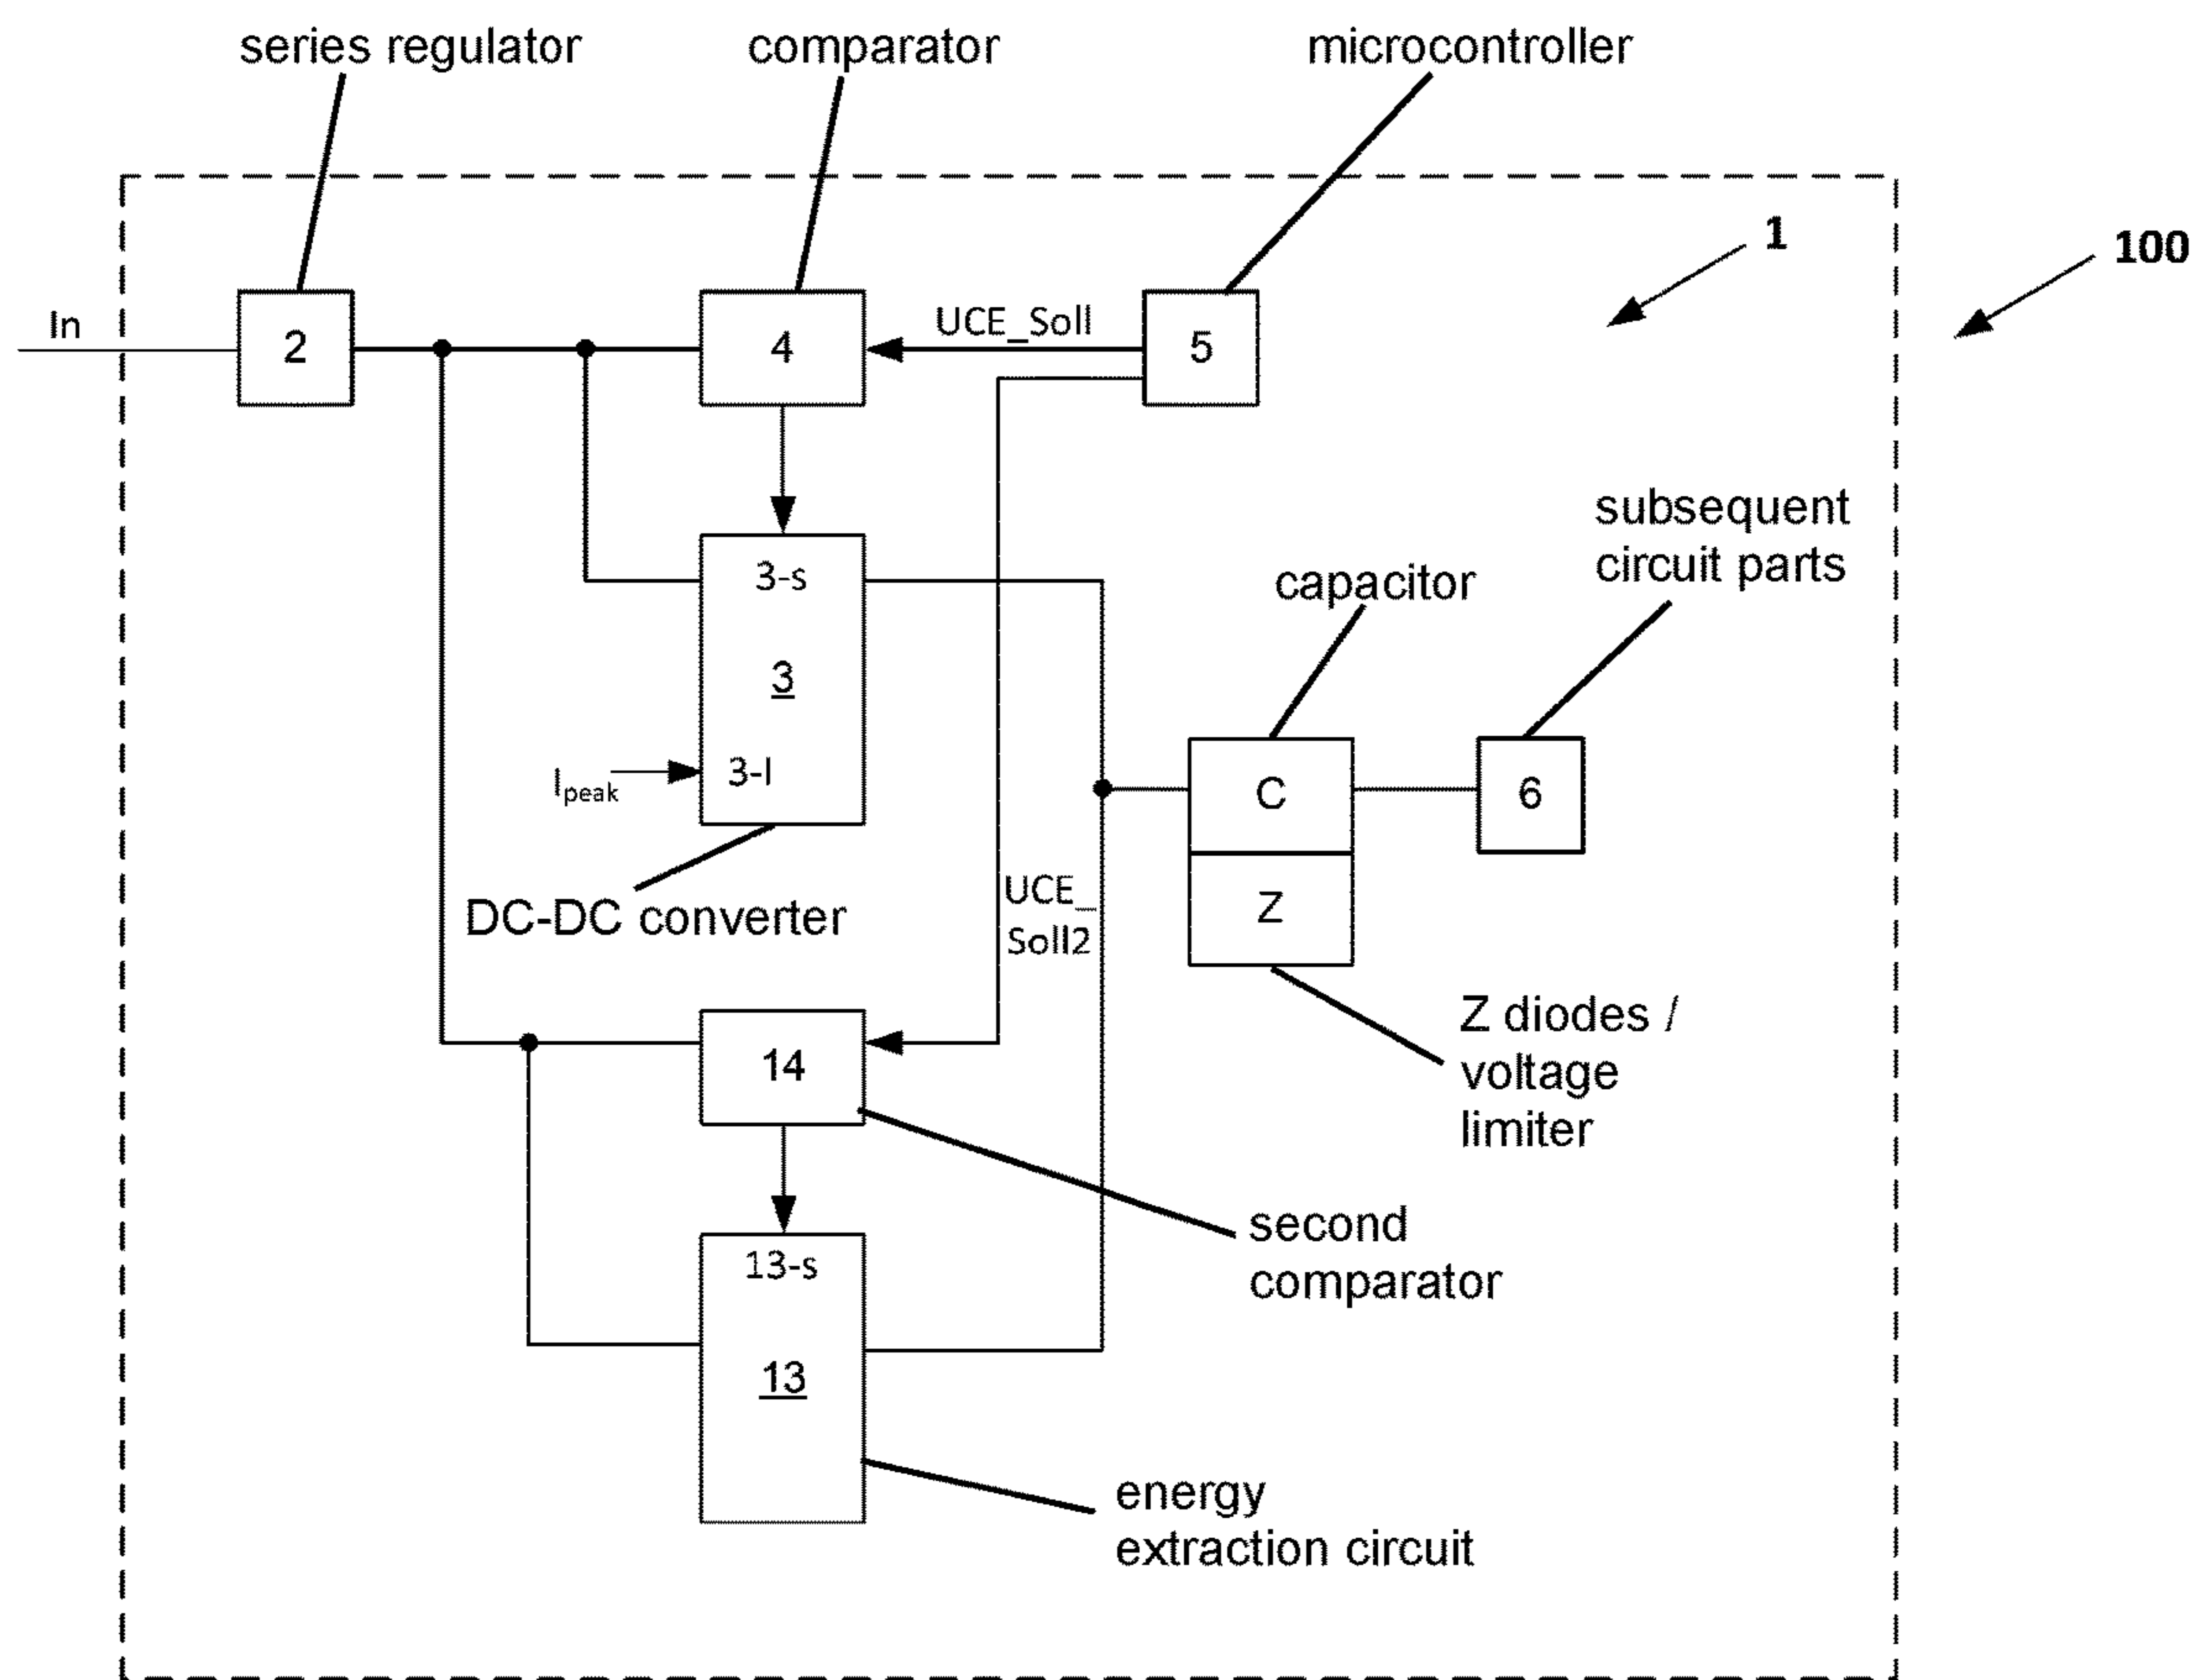 series regulator
comparator
microcontroller
1
100
In
2
4
UCE_Soll
5
subsequent
circuit parts
3-s
capacitor
3
I_peak
3-I
C
6
DC-DC converter
UCE_
Soll2
Z
Z diodes /
voltage
limiter
14
second
comparator
13-s
13
energy
extraction circuit